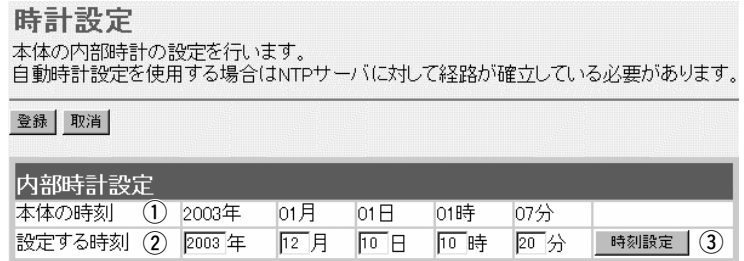 時計設定
本体の内部時計の設定を行います。
自動時計設定を使用する場合はNTPサーバに対して経路が確立している必要があります。
登録 取消
内部時計設定
本体の時刻 ① 2003年 01月 01日 01時 07分
設定する時刻 ② 2003 年 12 月 10 日 10 時 20 分 時刻設定 ③